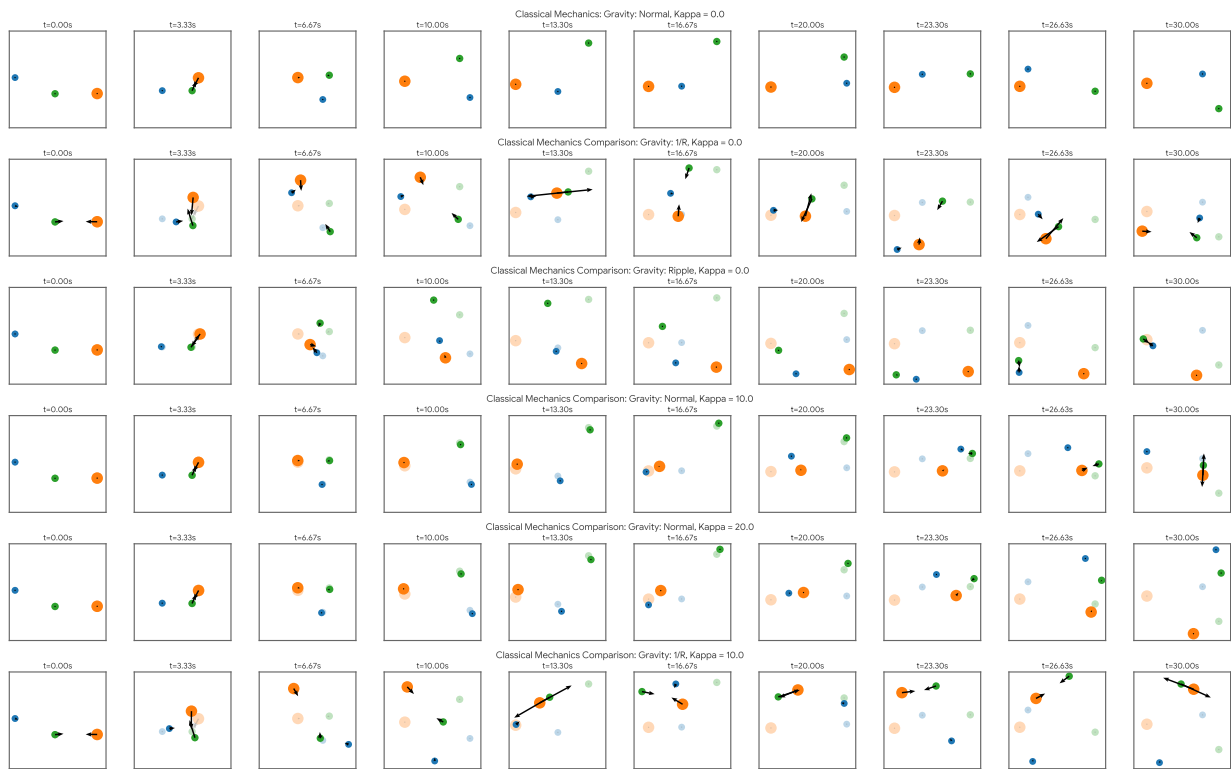 Classical Mechanics: Gravity: Normal, Kappa = 0.0
t=0.00s t=3.33s t=6.67s t=10.00s t=13.30s t=16.67s t=20.00s t=23.30s t=26.63s t=30.00s
Classical Mechanics Comparison: Gravity: 1/R, Kappa = 0.0
t=0.00s t=3.33s t=6.67s t=10.00s t=13.30s t=16.67s t=20.00s t=23.30s t=26.63s t=30.00s
Classical Mechanics Comparison: Gravity: Ripple, Kappa = 0.0
t=0.00s t=3.33s t=6.67s t=10.00s t=13.30s t=16.67s t=20.00s t=23.30s t=26.63s t=30.00s
Classical Mechanics Comparison: Gravity: Normal, Kappa = 10.0
t=0.00s t=3.33s t=6.67s t=10.00s t=13.30s t=16.67s t=20.00s t=23.30s t=26.63s t=30.00s
Classical Mechanics Comparison: Gravity: Normal, Kappa = 20.0
t=0.00s t=3.33s t=6.67s t=10.00s t=13.30s t=16.67s t=20.00s t=23.30s t=26.63s t=30.00s
Classical Mechanics Comparison: Gravity: 1/R, Kappa = 10.0
t=0.00s t=3.33s t=6.67s t=10.00s t=13.30s t=16.67s t=20.00s t=23.30s t=26.63s t=30.00s